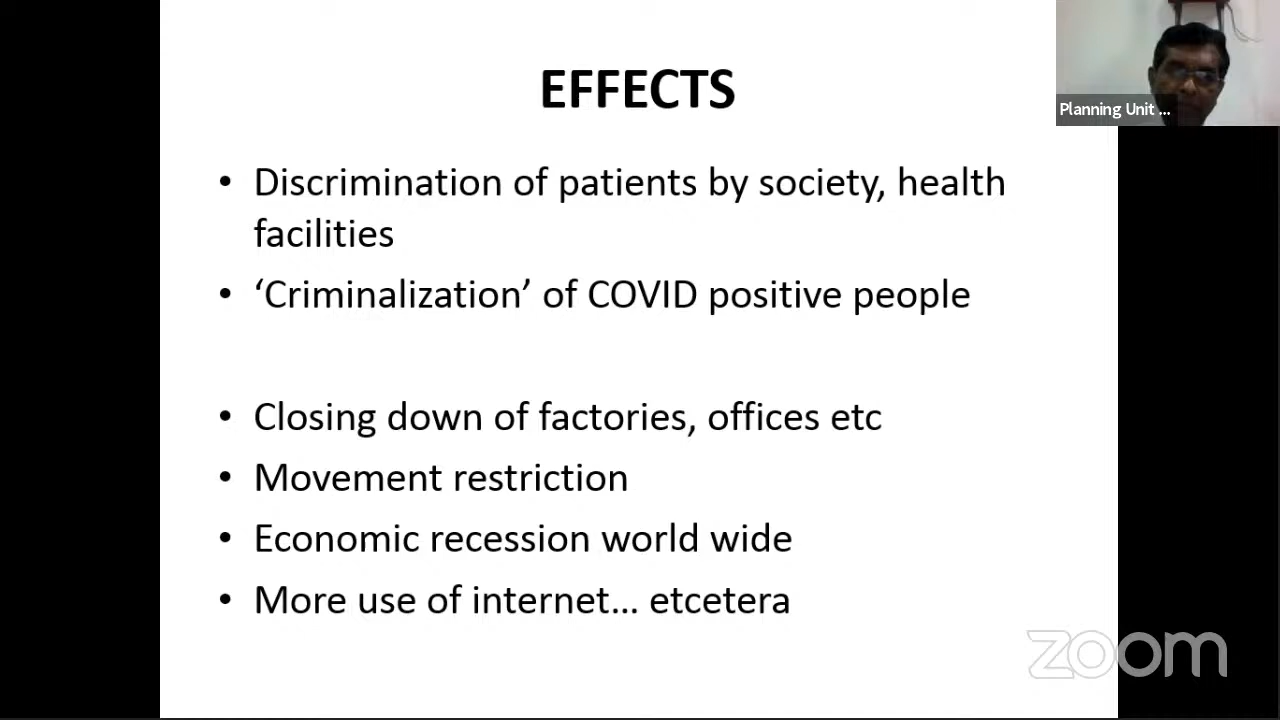 EFFECTS
Planning Unit ...
• Discrimination of patients by society, health
facilities
• ‘Criminalization’ of COVID positive people
• Closing down of factories, offices etc
• Movement restriction
• Economic recession world wide
• More use of internet… etcetera
zoom